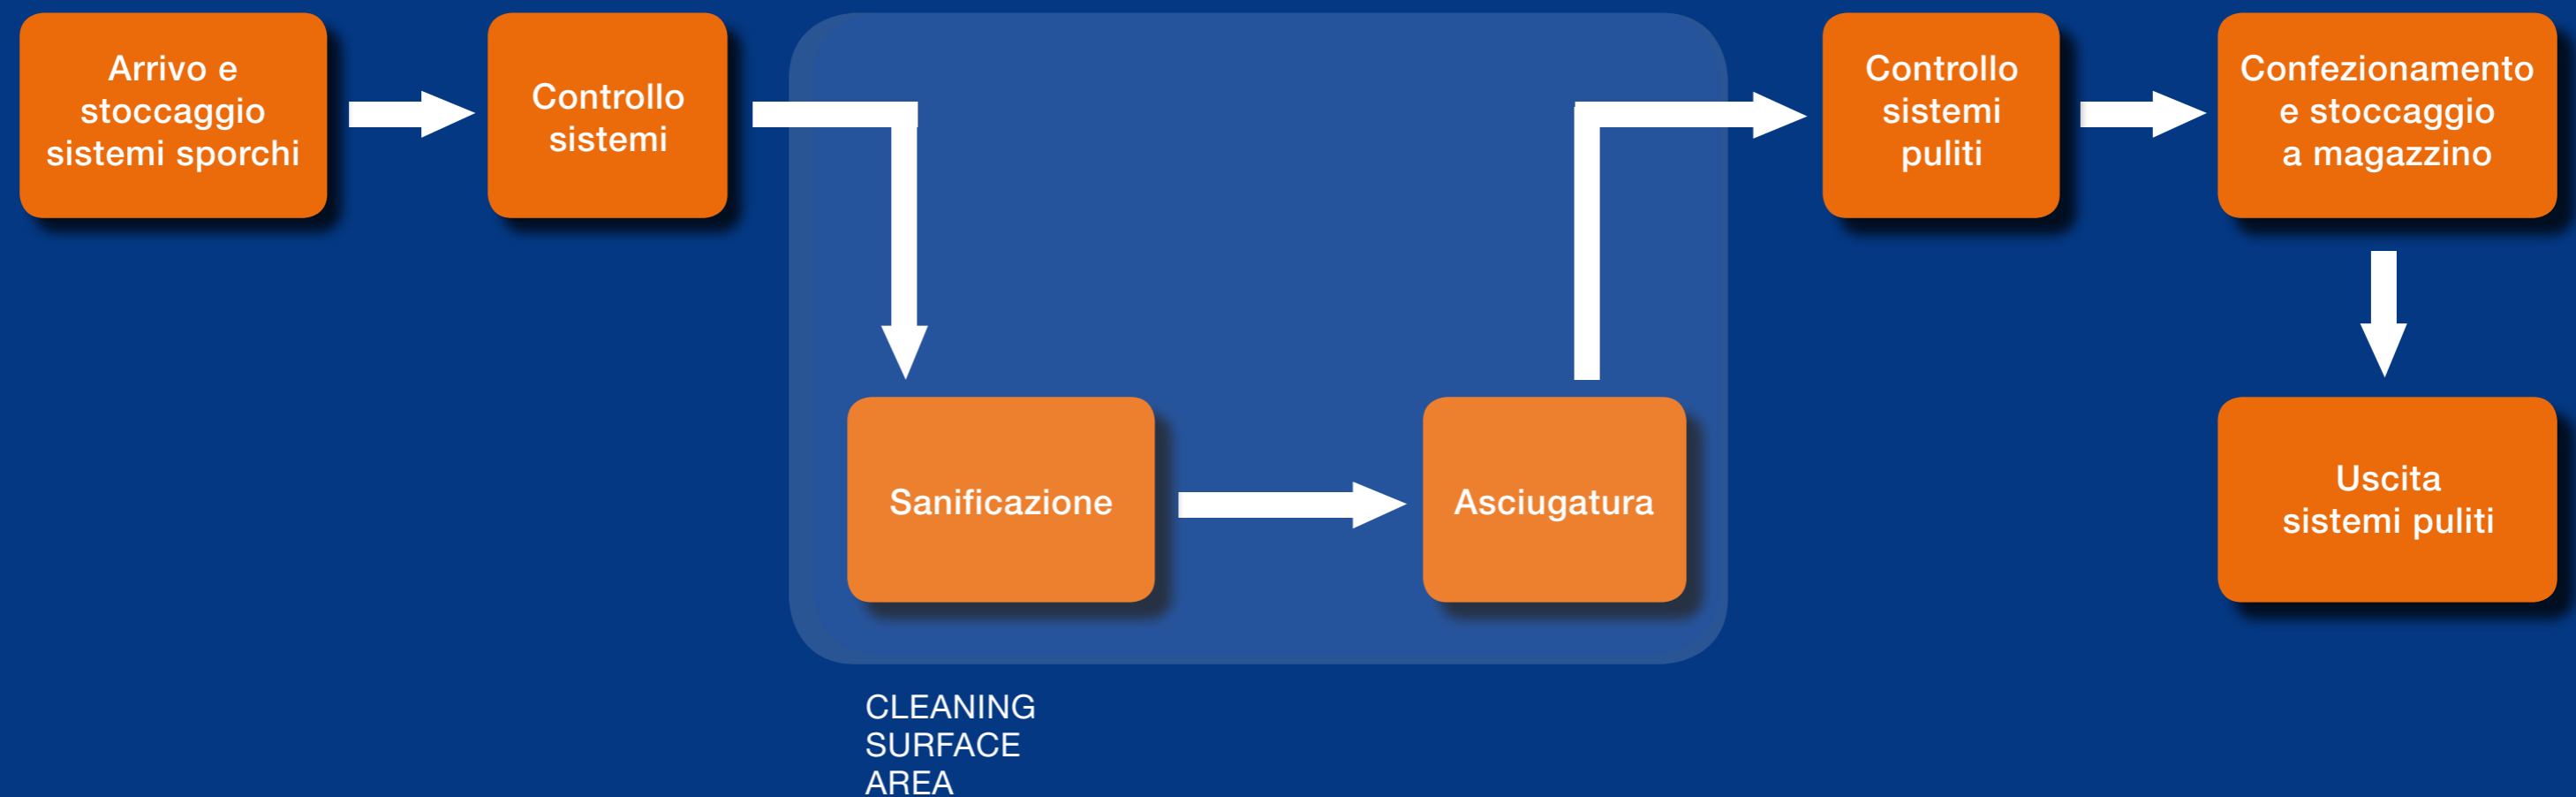 Arrivo e
stoccaggio
sistemi sporchi
Controllo
sistemi
Sanificazione
Asciugatura
Controllo
sistemi
puliti
Confezionamento
e stoccaggio
a magazzino
Uscita
sistemi puliti
CLEANING
SURFACE
AREA